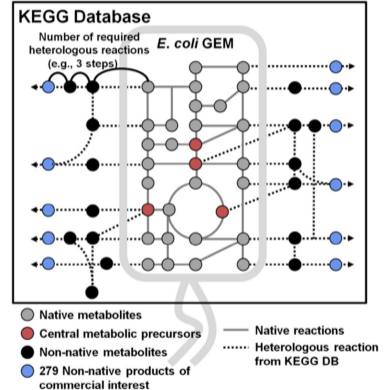 KEGG Database
Number of required
heterologous reactions
(e.g., 3 steps)
E. coli GEM
Native metabolites
Central metabolic precursors
Non-native metabolites
279 Non-native products of
commercial interest
Native reactions
Heterologous reaction
from KEGG DB